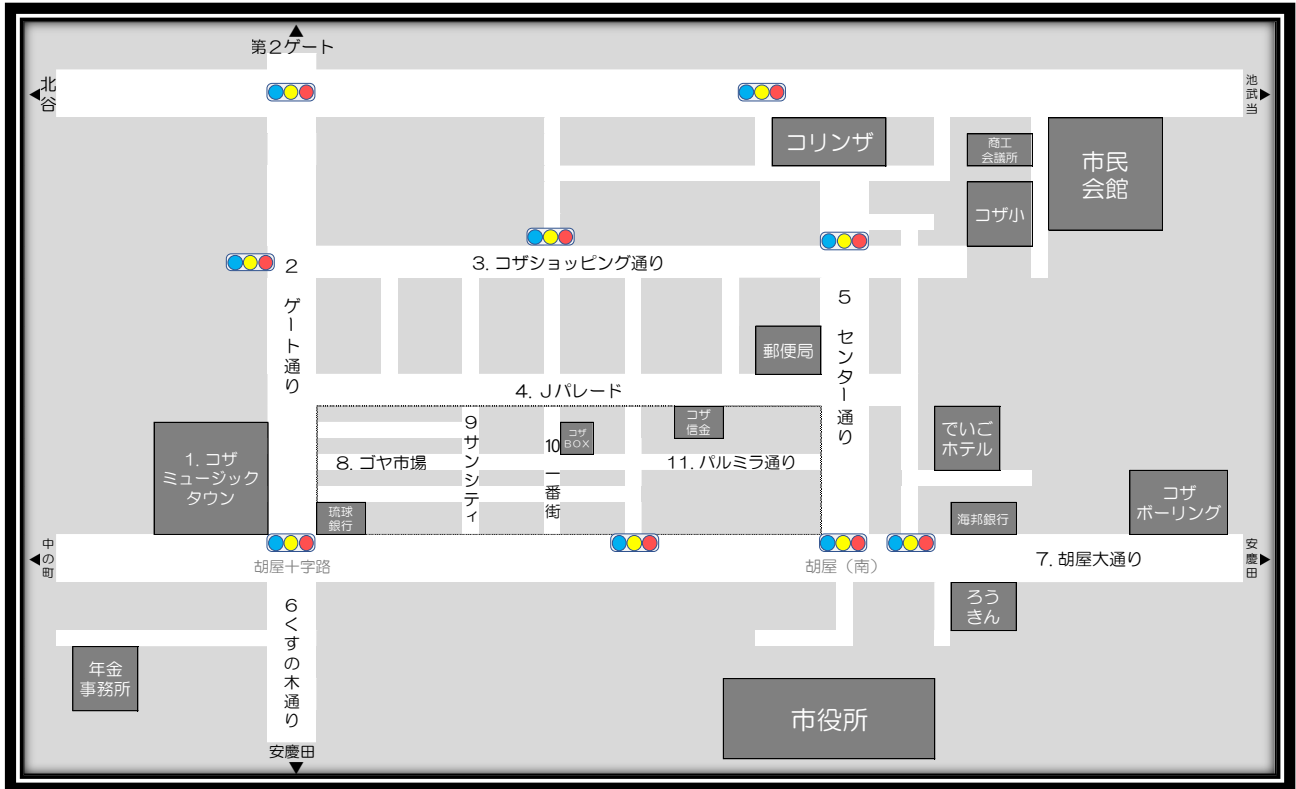 第2ゲート
北
谷
池
武
当
コリンザ
商工
会議所
市民
会館
コザ小
3. コザショッピング通り
2
ゲート通り
5
センター通り
郵便局
4. Jパレード
コザ
信金
9
サンシティ
10
一番街
コザ
BOX
でいご
ホテル
1. コザ
ミュージック
タウン
8. ゴヤ市場
11. パルミラ通り
琉球
銀行
海邦銀行
コザ
ボーリング
中
の
町
胡屋十字路
胡屋（南）
7. 胡屋大通り
安
慶
田
6
くすの木通り
ろう
きん
年金
事務所
市役所
安慶田